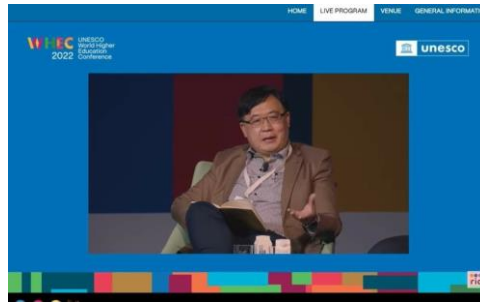 HOME LIVE PROGRAM VENUE GENERAL INFORMATI
WHEC UNESCO
World Higher
2022 Education
Conference
unesco